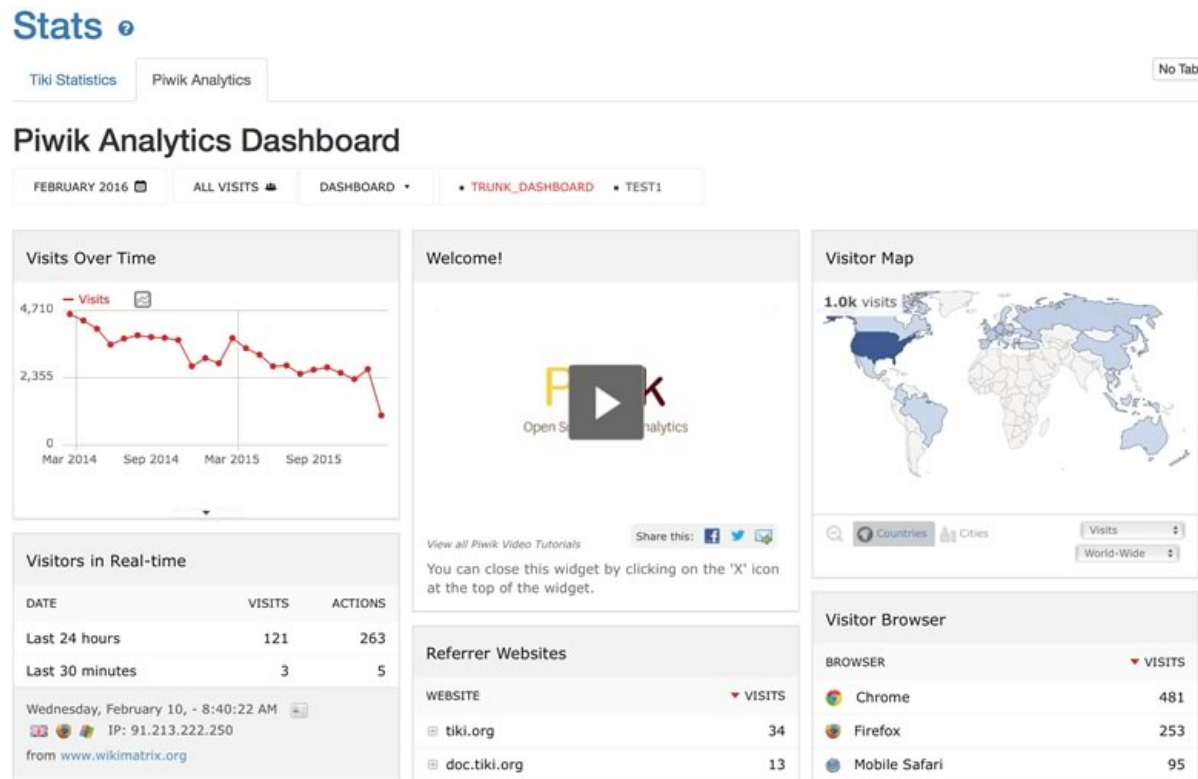 Stats
Tiki Statistics Piwik Analytics
No Tab
Piwik Analytics Dashboard
FEBRUARY 2016 ALL VISITS DASHBOARD • TRUNK_DASHBOARD • TEST1
Visits Over Time
Visits
4,710
2,355
0
Mar 2014 Sep 2014 Mar 2015 Sep 2015
Visitors in Real-time
DATE VISITS ACTIONS
Last 24 hours 121 263
Last 30 minutes 3 5
Wednesday, February 10, - 8:40:22 AM
IP: 91.213.222.250
from www.wikimatrix.org
Welcome!
P k
Open S nalytics
View all Piwik Video Tutorials
Share this:
You can close this widget by clicking on the 'X' icon
at the top of the widget.
Referrer Websites
WEBSITE VISITS
tiki.org 34
doc.tiki.org 13
Visitor Map
1.0k visits
Countries Cities
Visits
World-Wide
Visitor Browser
BROWSER VISITS
Chrome 481
Firefox 253
Mobile Safari 95